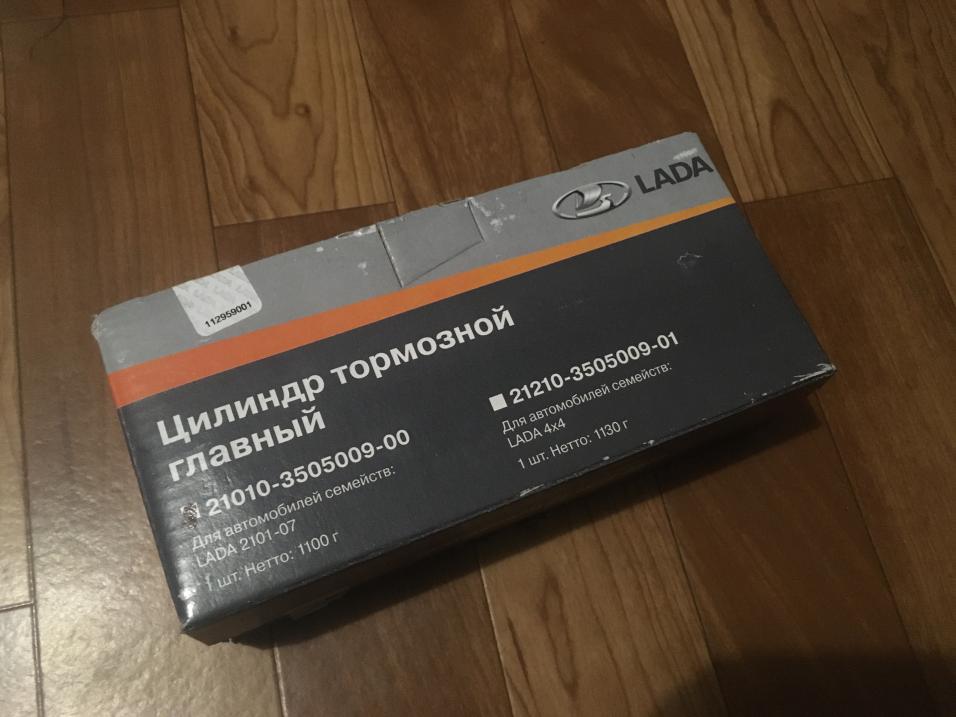 LADA
112959001
Цилиндр тормозной
главный
21010-3505009-00
Для автомобилей семейств:
LADA 2101-07
1 шт. Нетто: 1100 г
21210-3505009-01
Для автомобилей семейств:
LADA 4x4
1 шт. Нетто: 1130 г